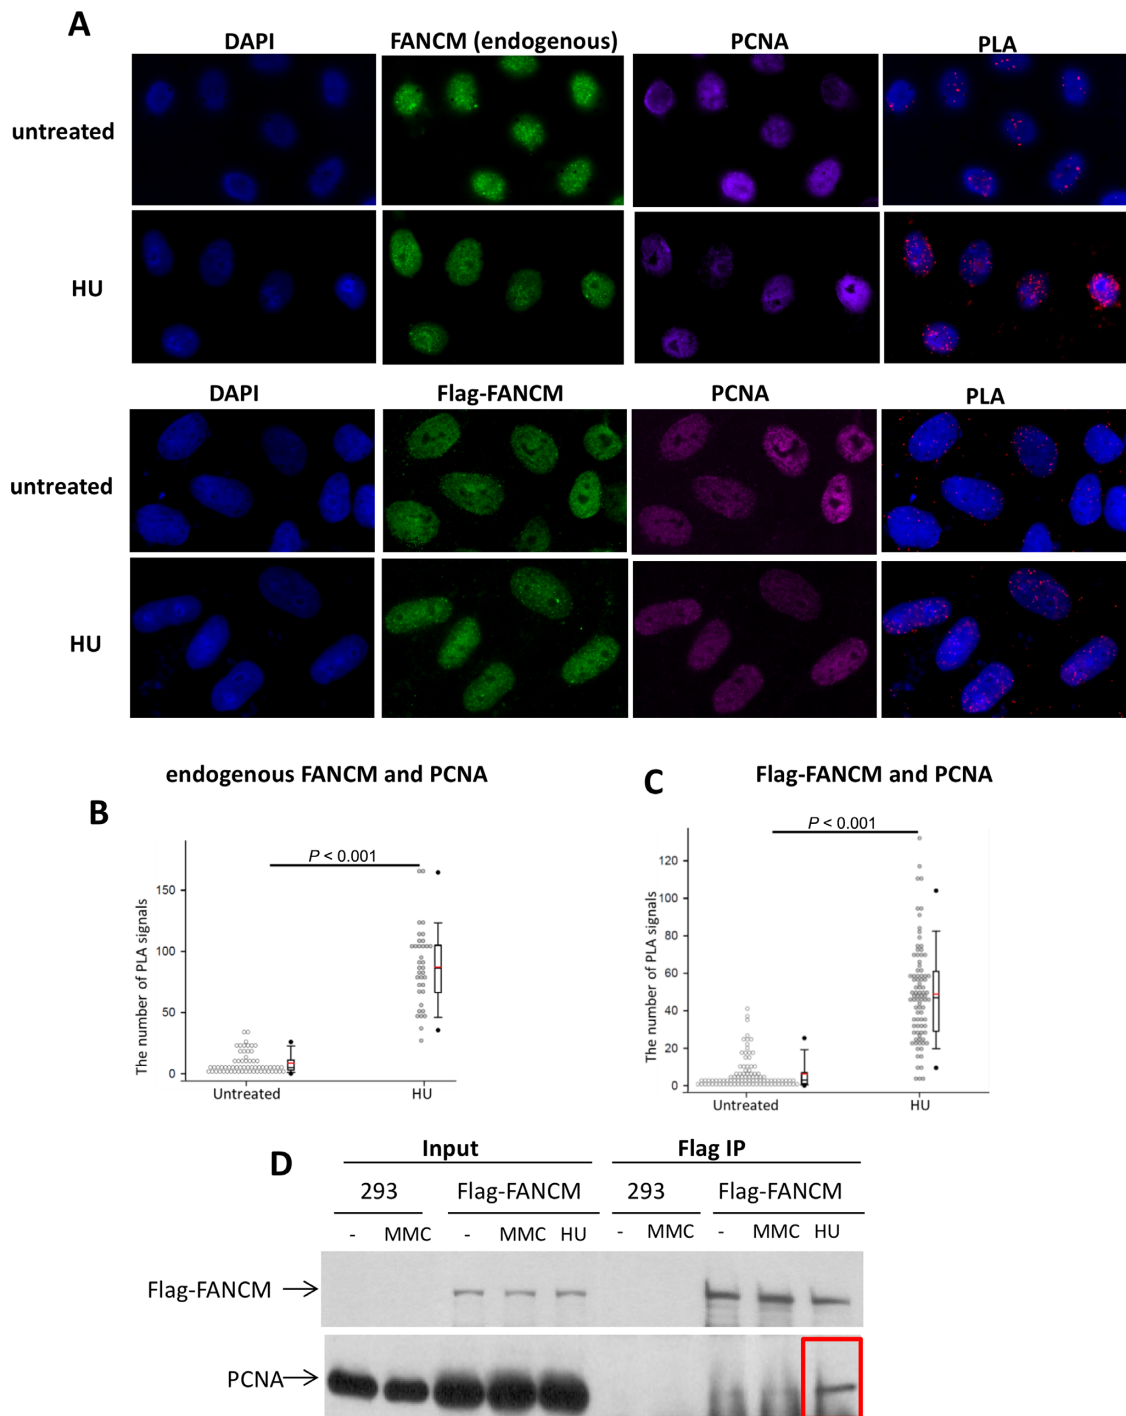 A
DAPI FANCM (endogenous) PCNA PLA
untreated
HU
DAPI Flag-FANCM PCNA PLA
untreated
HU
endogenous FANCM and PCNA
B
P < 0.001
The number of PLA signals
150
100
50
0
Untreated HU
Flag-FANCM and PCNA
C
P < 0.001
The number of PLA signals
120
100
80
60
40
20
0
Untreated HU
D
Input Flag IP
293 Flag-FANCM 293 Flag-FANCM
- MMC - MMC HU - MMC - MMC HU
Flag-FANCM
PCNA